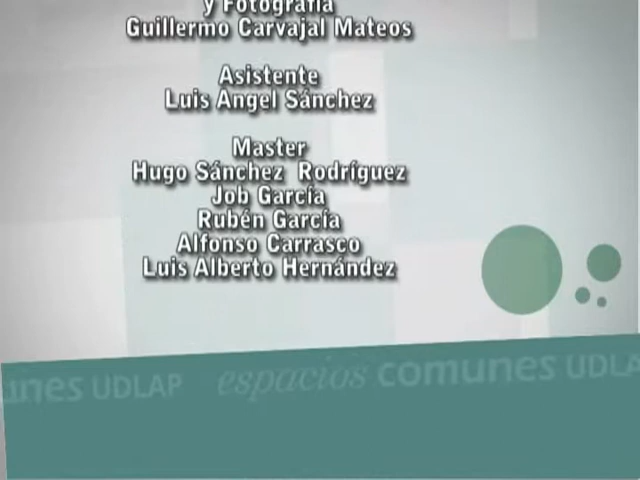 y Fotografía
Guillermo Carvajal Mateos
Asistente
Luis Angel Sánchez
Master
Hugo Sánchez Rodríguez
Job García
Rubén García
Alfonso Carrasco
Luis Alberto Hernández
unes UDLAP espacios comunes UDLA